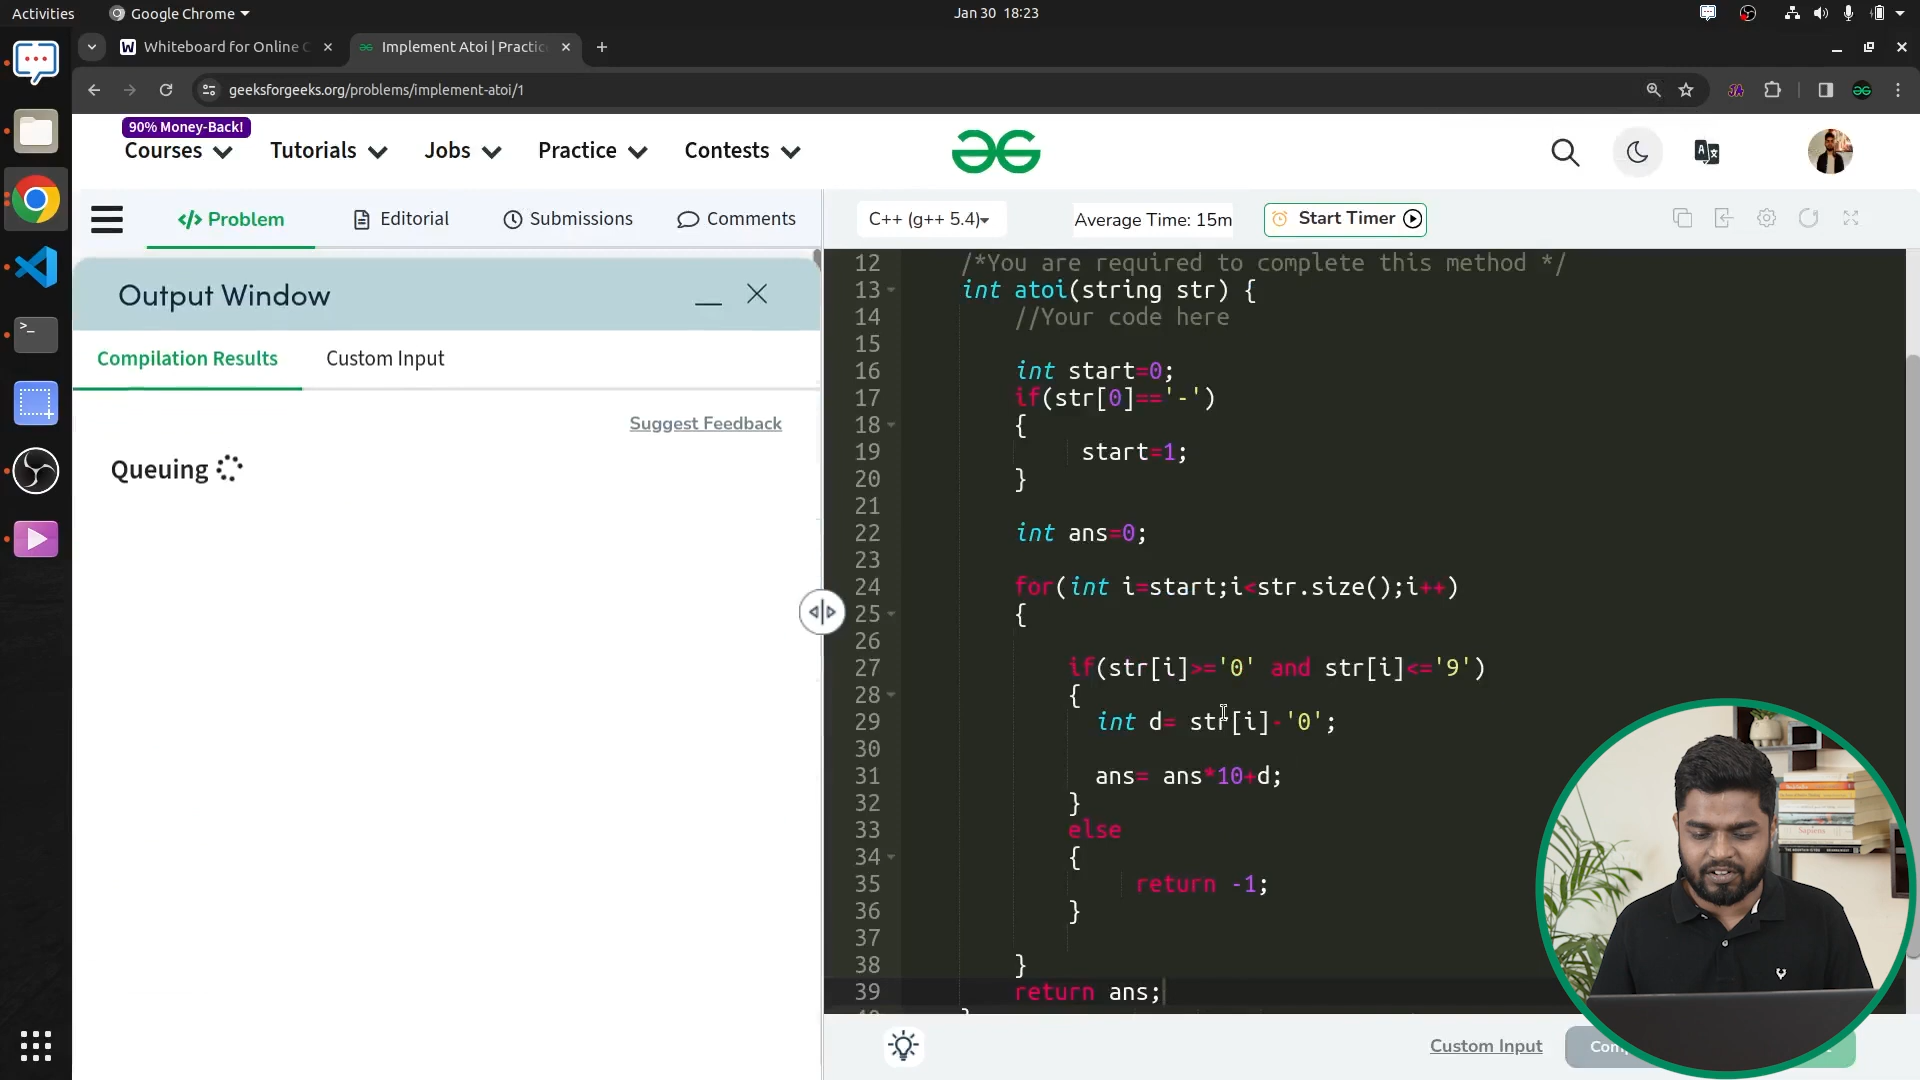 Activities
Google Chrome
Jan 30 18:23
Whiteboard for Online C
Implement Atoi | Practic
geeksforgeeks.org/problems/implement-atoi/1
90% Money-Back!
Courses
Tutorials
Jobs
Practice
Contests
</> Problem
Editorial
Submissions
Comments
C++ (g++ 5.4)
Average Time: 15m
Start Timer
Output Window
Compilation Results
Custom Input
Suggest Feedback
Queuing
12 /*You are required to complete this method */
13 int atoi(string str) {
14 //Your code here
15
16 int start=0;
17 if(str[0]=='-')
18 {
19 start=1;
20 }
21
22 int ans=0;
23
24 for(int i=start;i<str.size();i++)
25 {
26
27 if(str[i]>='0' and str[i]<='9')
28 {
29 int d= str[i]-'0';
30
31 ans= ans*10+d;
32 }
33 else
34 {
35 return -1;
36 }
37
38 }
39 return ans;
Custom Input